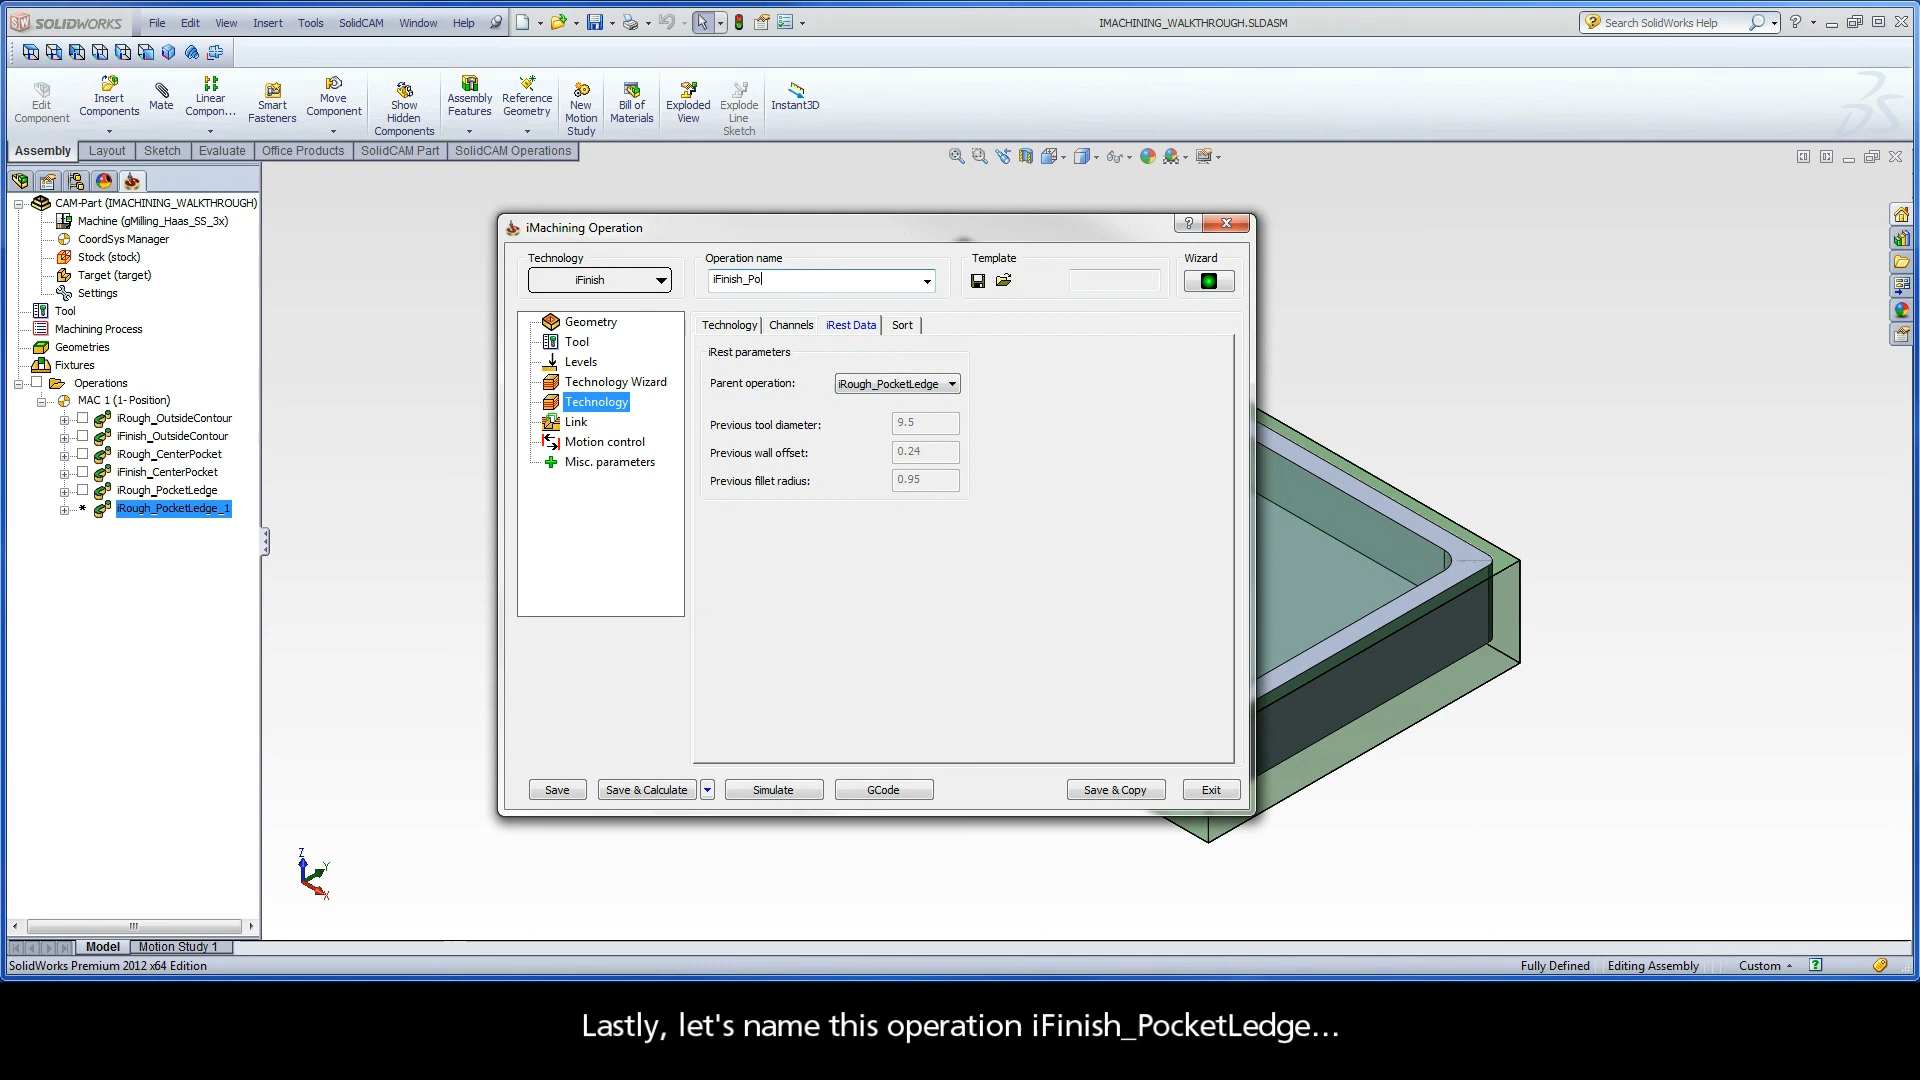 SOLIDWORKS File Edit View Insert Tools SolidCAM Window Help IMACHINING_WALKTHROUGH.SLDASM Search SolidWorks Help
Edit Component
Insert Components
Mate
Linear Compon...
Smart Fasteners
Move Component
Show Hidden Components
Assembly Features
Reference Geometry
New Motion Study
Bill of Materials
Exploded View
Explode Line Sketch
Instant3D
Assembly Layout Sketch Evaluate Office Products SolidCAM Part SolidCAM Operations
CAM-Part (IMACHINING_WALKTHROUGH)
Machine (gMilling_Haas_SS_3x)
CoordSys Manager
Stock (stock)
Target (target)
Settings
Tool
Machining Process
Geometries
Fixtures
Operations
MAC 1 (1- Position)
iRough_OutsideContour
iFinish_OutsideContour
iRough_CenterPocket
iFinish_CenterPocket
iRough_PocketLedge
* iRough_PocketLedge_1
iMachining Operation
Technology
iFinish
Operation name
iFinish_Po
Template
Wizard
Geometry
Tool
Levels
Technology Wizard
Technology
Link
Motion control
Misc. parameters
Technology Channels iRest Data Sort
iRest parameters
Parent operation: iRough_PocketLedge
Previous tool diameter: 9.5
Previous wall offset: 0.24
Previous fillet radius: 0.95
Save Save & Calculate Simulate GCode Save & Copy Exit
Z
Y
X
Model Motion Study 1
SolidWorks Premium 2012 x64 Edition Fully Defined Editing Assembly Custom
Lastly, let's name this operation iFinish_PocketLedge...